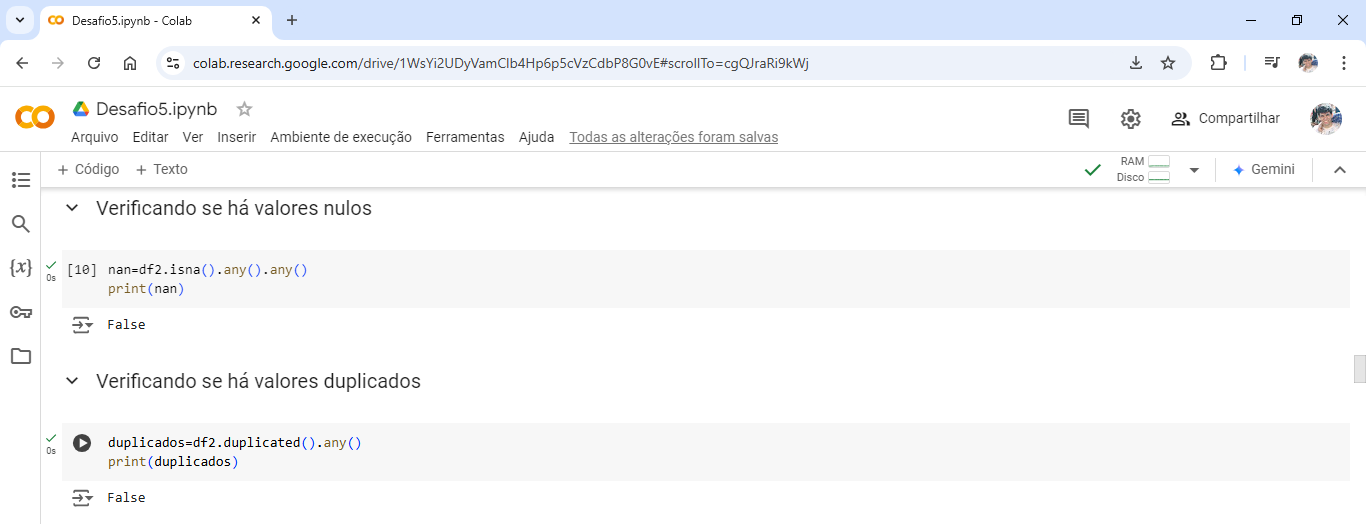 Desafio5.ipynb - Colab
colab.research.google.com/drive/1WsYi2UDyVamCIb4Hp6p5cVzCdbP8G0vE#scrollTo=cgQJraRi9kWj
Desafio5.ipynb
Arquivo Editar Ver Inserir Ambiente de execução Ferramentas Ajuda Todas as alterações foram salvas
Compartilhar
+ Código + Texto
RAM
Disco
Gemini
Verificando se há valores nulos
[10] nan=df2.isna().any().any()
0s
print(nan)
False
Verificando se há valores duplicados
duplicados=df2.duplicated().any()
0s
print(duplicados)
False